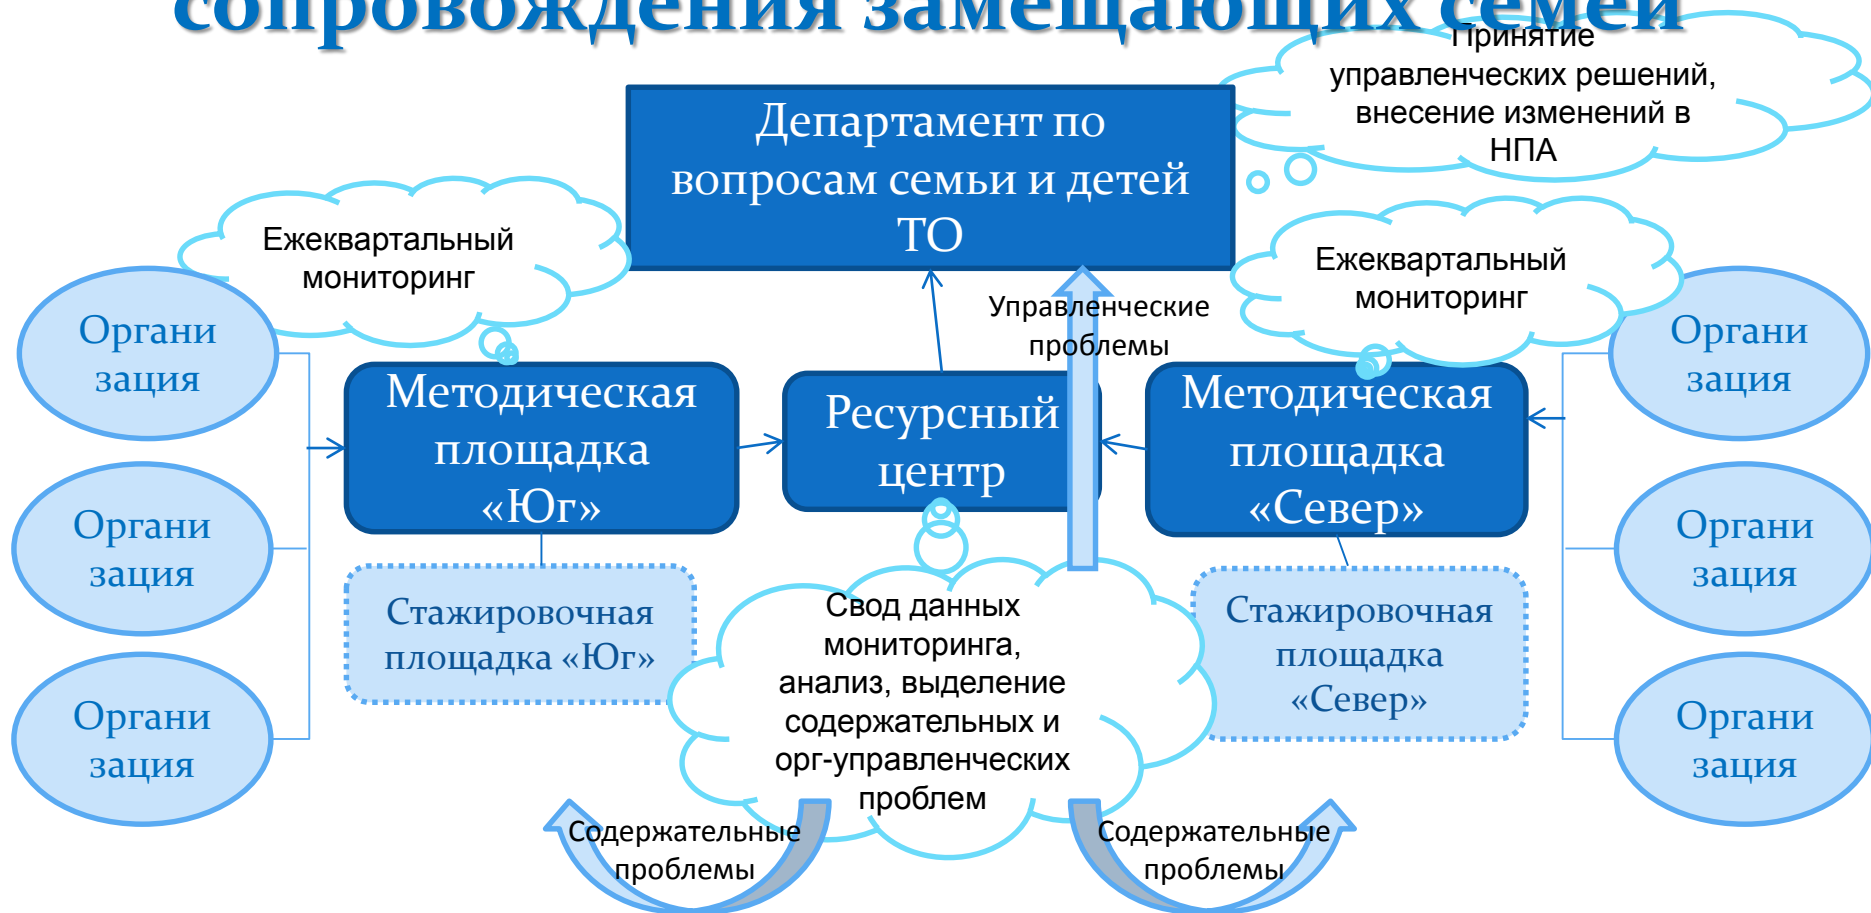 сопровождения замещающих семей
Принятие
управленческих решений,
внесение изменений в
НПА
Департамент по
вопросам семьи и детей
ТО
Ежеквартальный
мониторинг
Ежеквартальный
мониторинг
Управленческие
проблемы
Органи
зация
Органи
зация
Органи
зация
Методическая
площадка
«Юг»
Ресурсный
центр
Методическая
площадка
«Север»
Органи
зация
Органи
зация
Органи
зация
Стажировочная
площадка «Юг»
Свод данных
мониторинга,
анализ, выделение
содержательных и
орг-управленческих
проблем
Стажировочная
площадка
«Север»
Содержательные
проблемы
Содержательные
проблемы